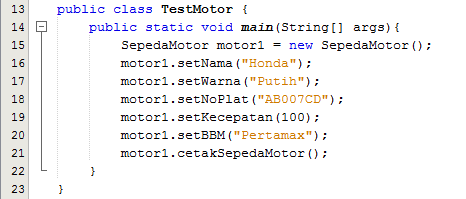 13 public class TestMotor {
14 public static void main(String[] args){
15 SepedaMotor motor1 = new SepedaMotor();
16 motor1.setNama("Honda");
17 motor1.setWarna("Putih");
18 motor1.setNoPlat("AB007CD");
19 motor1.setKecepatan(100);
20 motor1.setBBM("Pertamax");
21 motor1.cetakSepedaMotor();
22 }
23 }